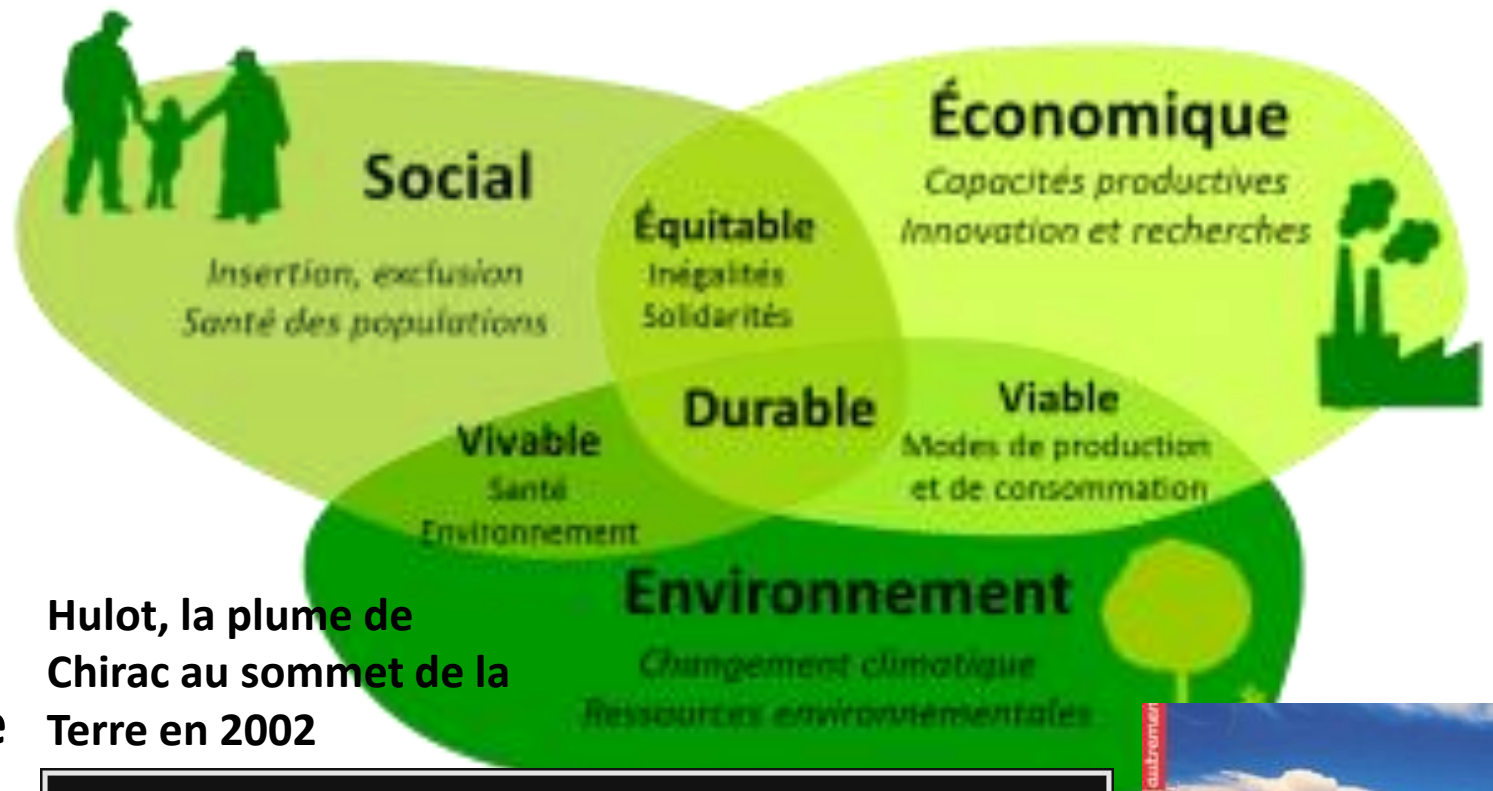 Social
Insertion, exclusion
Santé des populations
Économique
Capacités productives
Innovation et recherches
Équitable
Inégalités
Solidarités
Durable
Viable
Modes de production
et de consommation
Vivable
Santé
Environnement
Environnement
Changement climatique
Ressources environnementales
Hulot, la plume de
Chirac au sommet de la
Terre en 2002
e